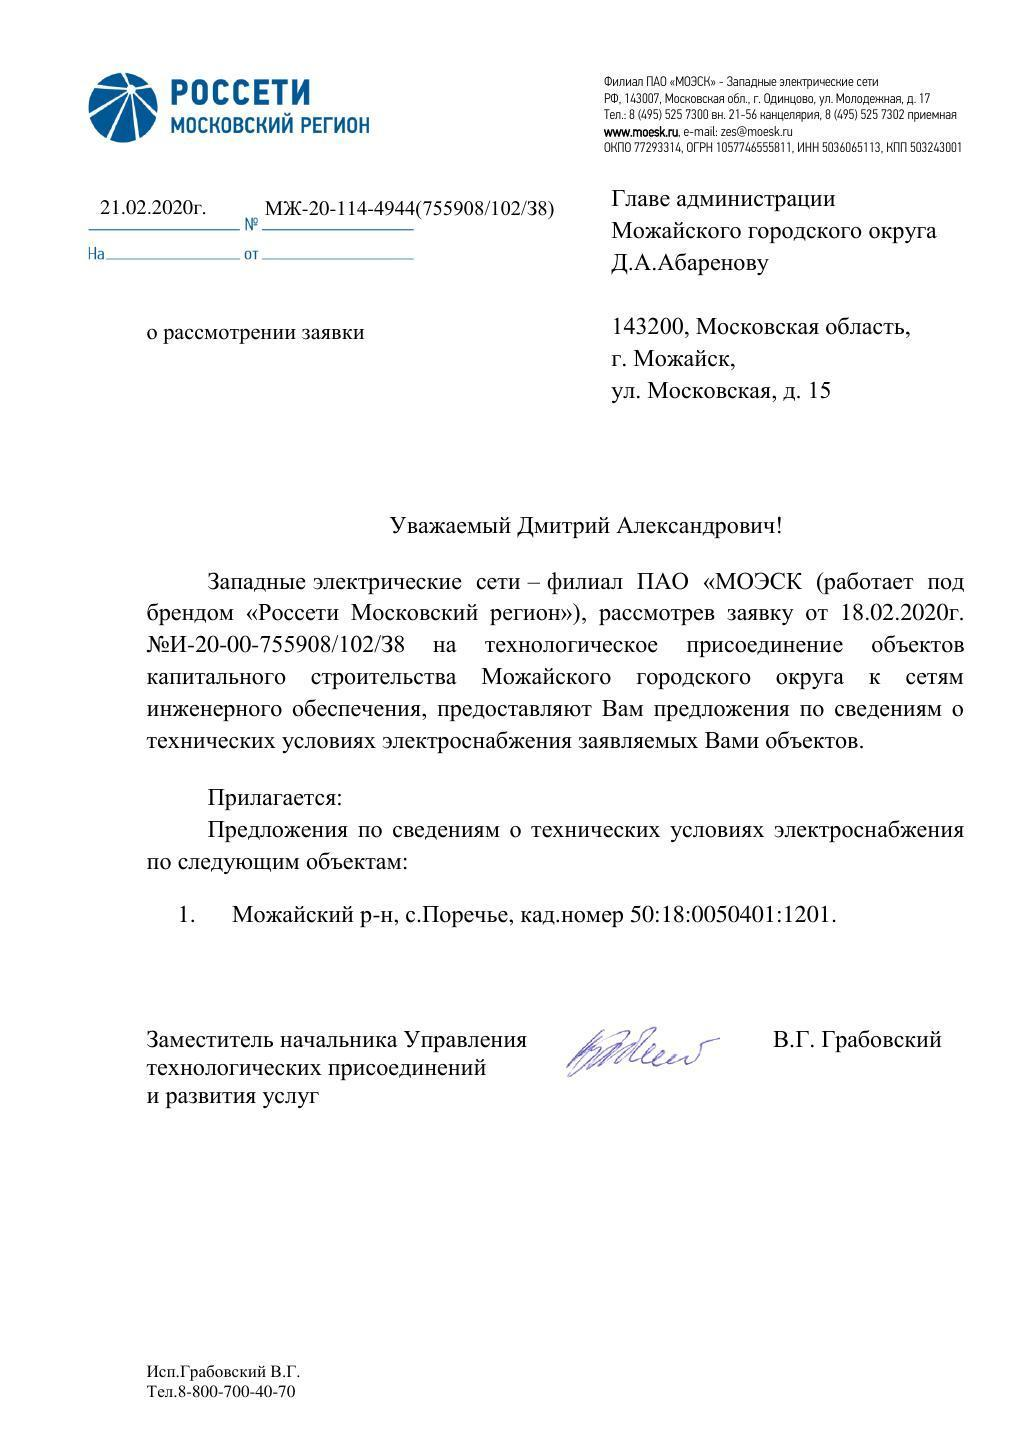 РОССЕТИ
МОСКОВСКИЙ РЕГИОН
Филиал ПАО «МОЭСК» - Западные электрические сети
РФ, 143007, Московская обл., г. Одинцово, ул. Молодежная, д. 17
Тел.: 8 (495) 525 7300 вн. 21-56 канцелярия, 8 (495) 525 7302 приемная
www.moesk.ru, e-mail: zes@moesk.ru
ОКПО 77293314, ОГРН 1057746555811, ИНН 5036065113, КПП 503243001
21.02.2020г. № МЖ-20-114-4944(755908/102/38)
На от
Главе администрации
Можайского городского округа
Д.А.Абаренову
о рассмотрении заявки
143200, Московская область,
г. Можайск,
ул. Московская, д. 15
Уважаемый Дмитрий Александрович!
Западные электрические сети – филиал ПАО «МОЭСК (работает под
брендом «Россети Московский регион»), рассмотрев заявку от 18.02.2020г.
№И-20-00-755908/102/38 на технологическое присоединение объектов
капитального строительства Можайского городского округа к сетям
инженерного обеспечения, предоставляют Вам предложения по сведениям о
технических условиях электроснабжения заявляемых Вами объектов.
Прилагается:
Предложения по сведениям о технических условиях электроснабжения
по следующим объектам:
1. Можайский р-н, с.Поречье, кад.номер 50:18:0050401:1201.
Заместитель начальника Управления
технологических присоединений
и развития услуг
В.Г. Грабовский
Исп.Грабовский В.Г.
Тел.8-800-700-40-70